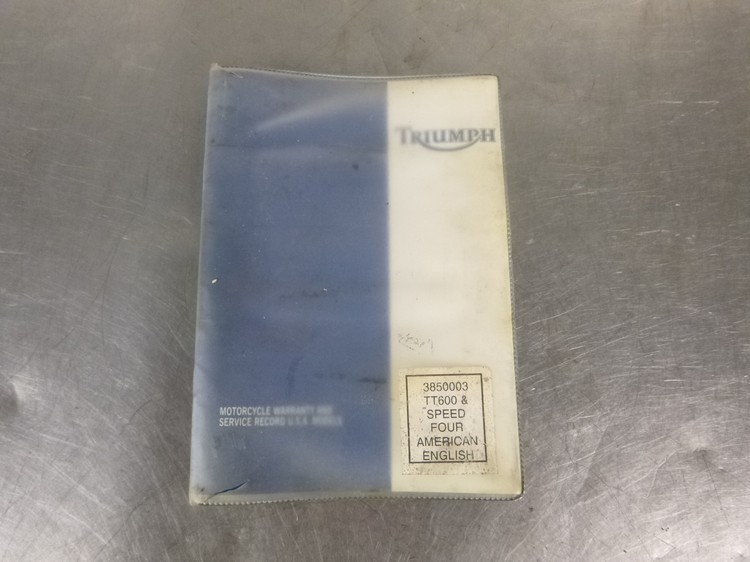 TRIUMPH
MOTORCYCLE WARRANTY AND
SERVICE RECORD U.S.A. MODELS
3850003
TT600 &
SPEED
FOUR
AMERICAN
ENGLISH